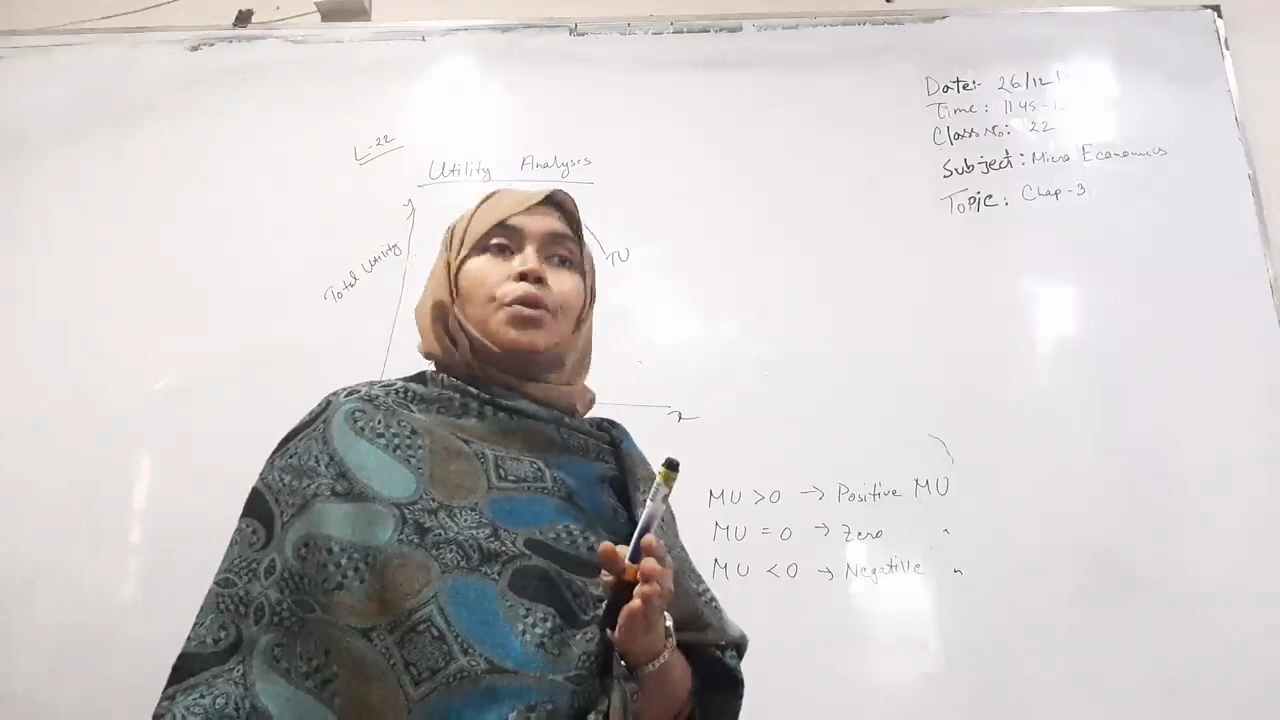 L-22
Utility Analyses
Total Utility
TU
Date:- 26/12
Time: 11 45-
Class No: 22
Subject: Micro Economics
Topic: Chap-3
MU >0 → Positive MU
MU = 0 → Zero "
MU <0 → Negative "